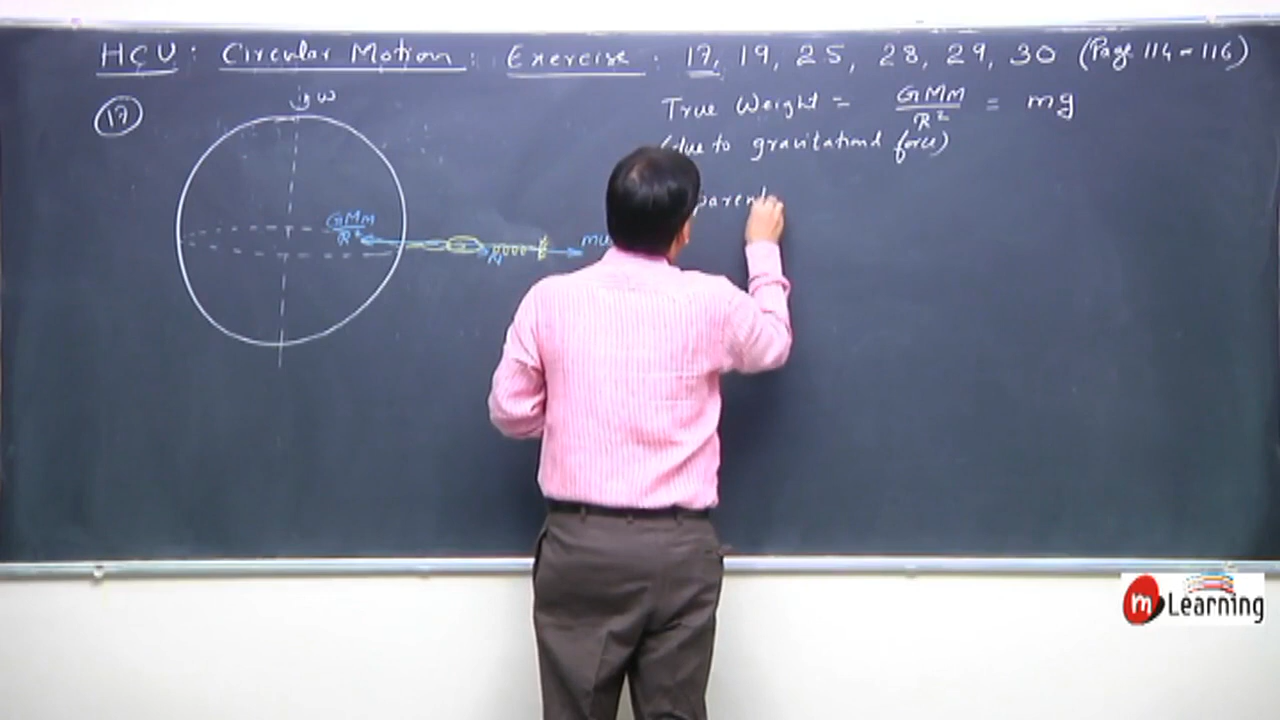 HCV : Circular Motion : Exercise : 17, 19, 25, 28, 29, 30 (Page 114 - 116)
17
ω
True Weight = GMm/R² = mg
(due to gravitational force)
GMm/R²
N
m Learning